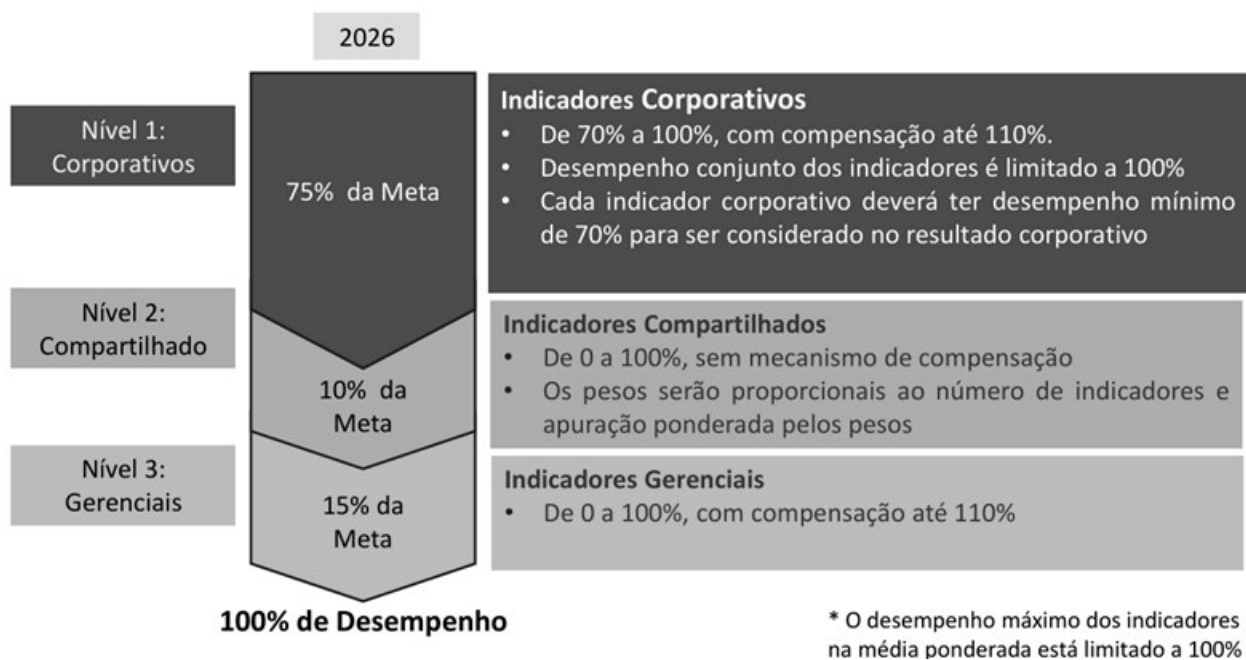 2026
Nível 1:
Corporativos
75% da Meta
Indicadores Corporativos
• De 70% a 100%, com compensação até 110%.
• Desempenho conjunto dos indicadores é limitado a 100%
• Cada indicador corporativo deverá ter desempenho mínimo
de 70% para ser considerado no resultado corporativo
Nível 2:
Compartilhado
10% da
Meta
Indicadores Compartilhados
• De 0 a 100%, sem mecanismo de compensação
• Os pesos serão proporcionais ao número de indicadores e
apuração ponderada pelos pesos
Nível 3:
Gerenciais
15% da
Meta
Indicadores Gerenciais
• De 0 a 100%, com compensação até 110%
100% de Desempenho
* O desempenho máximo dos indicadores
na média ponderada está limitado a 100%